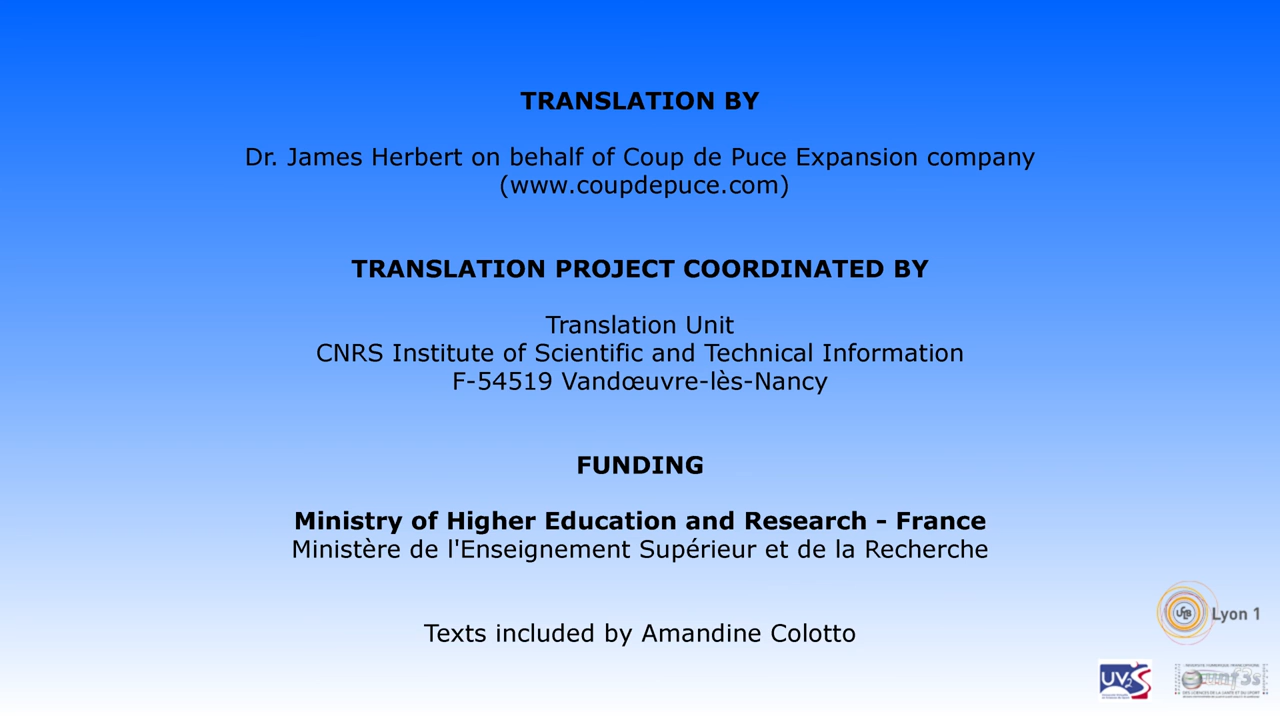 TRANSLATION BY
Dr. James Herbert on behalf of Coup de Puce Expansion company
(www.coupdepuce.com)
TRANSLATION PROJECT COORDINATED BY
Translation Unit
CNRS Institute of Scientific and Technical Information
F-54519 Vandœuvre-lès-Nancy
FUNDING
Ministry of Higher Education and Research - France
Ministère de l'Enseignement Supérieur et de la Recherche
Texts included by Amandine Colotto
Lyon 1
UV2S
unf3s